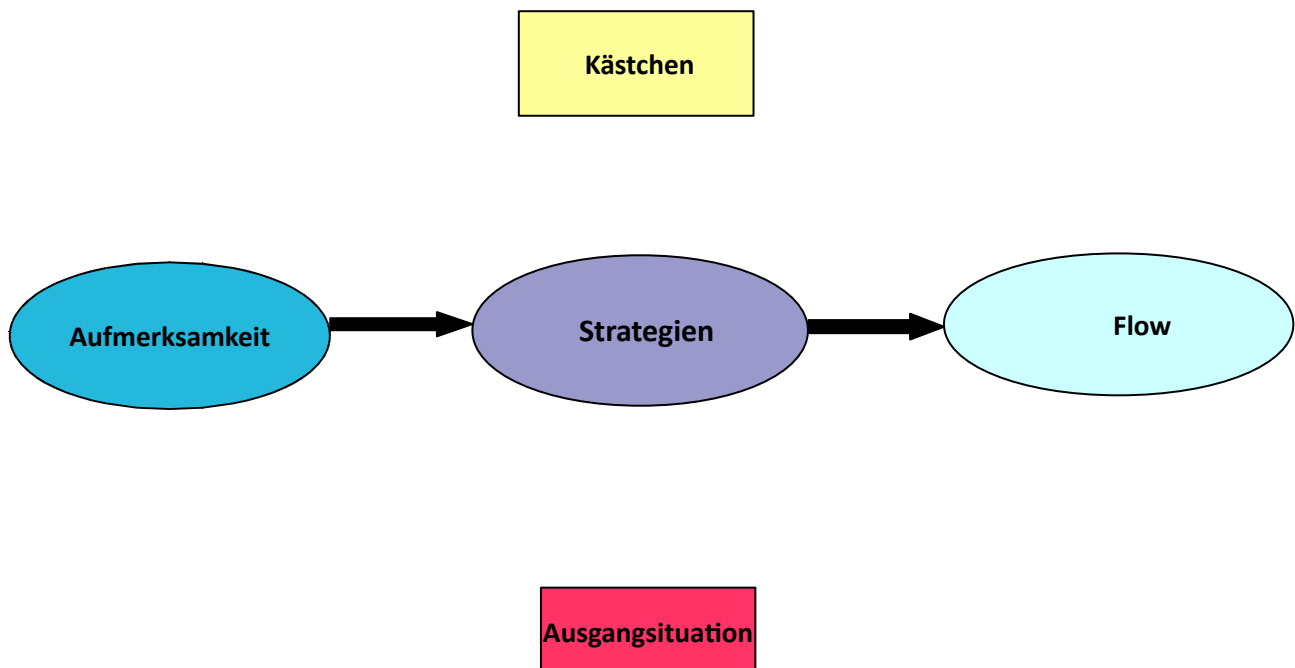 Kästchen
Aufmerksamkeit
Strategien
Flow
Ausgangsituation